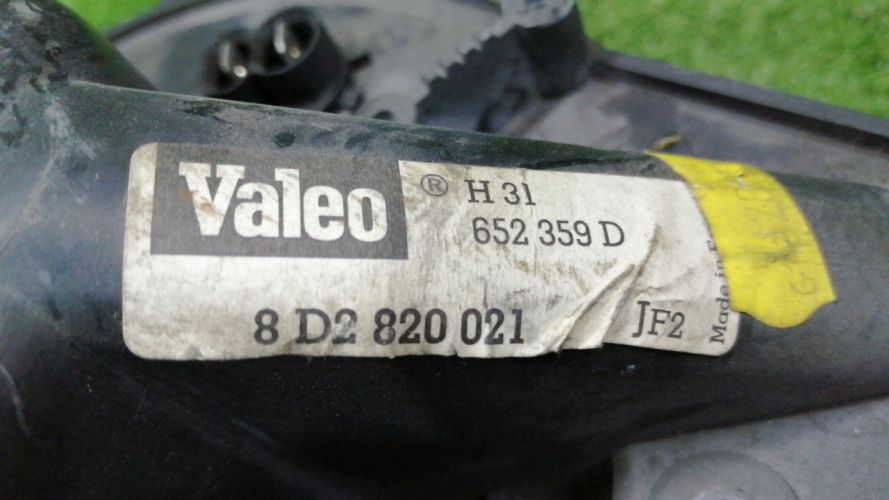 Valeo ®
H 31
652 359 D
8 D2 820 021
JF2
Made in